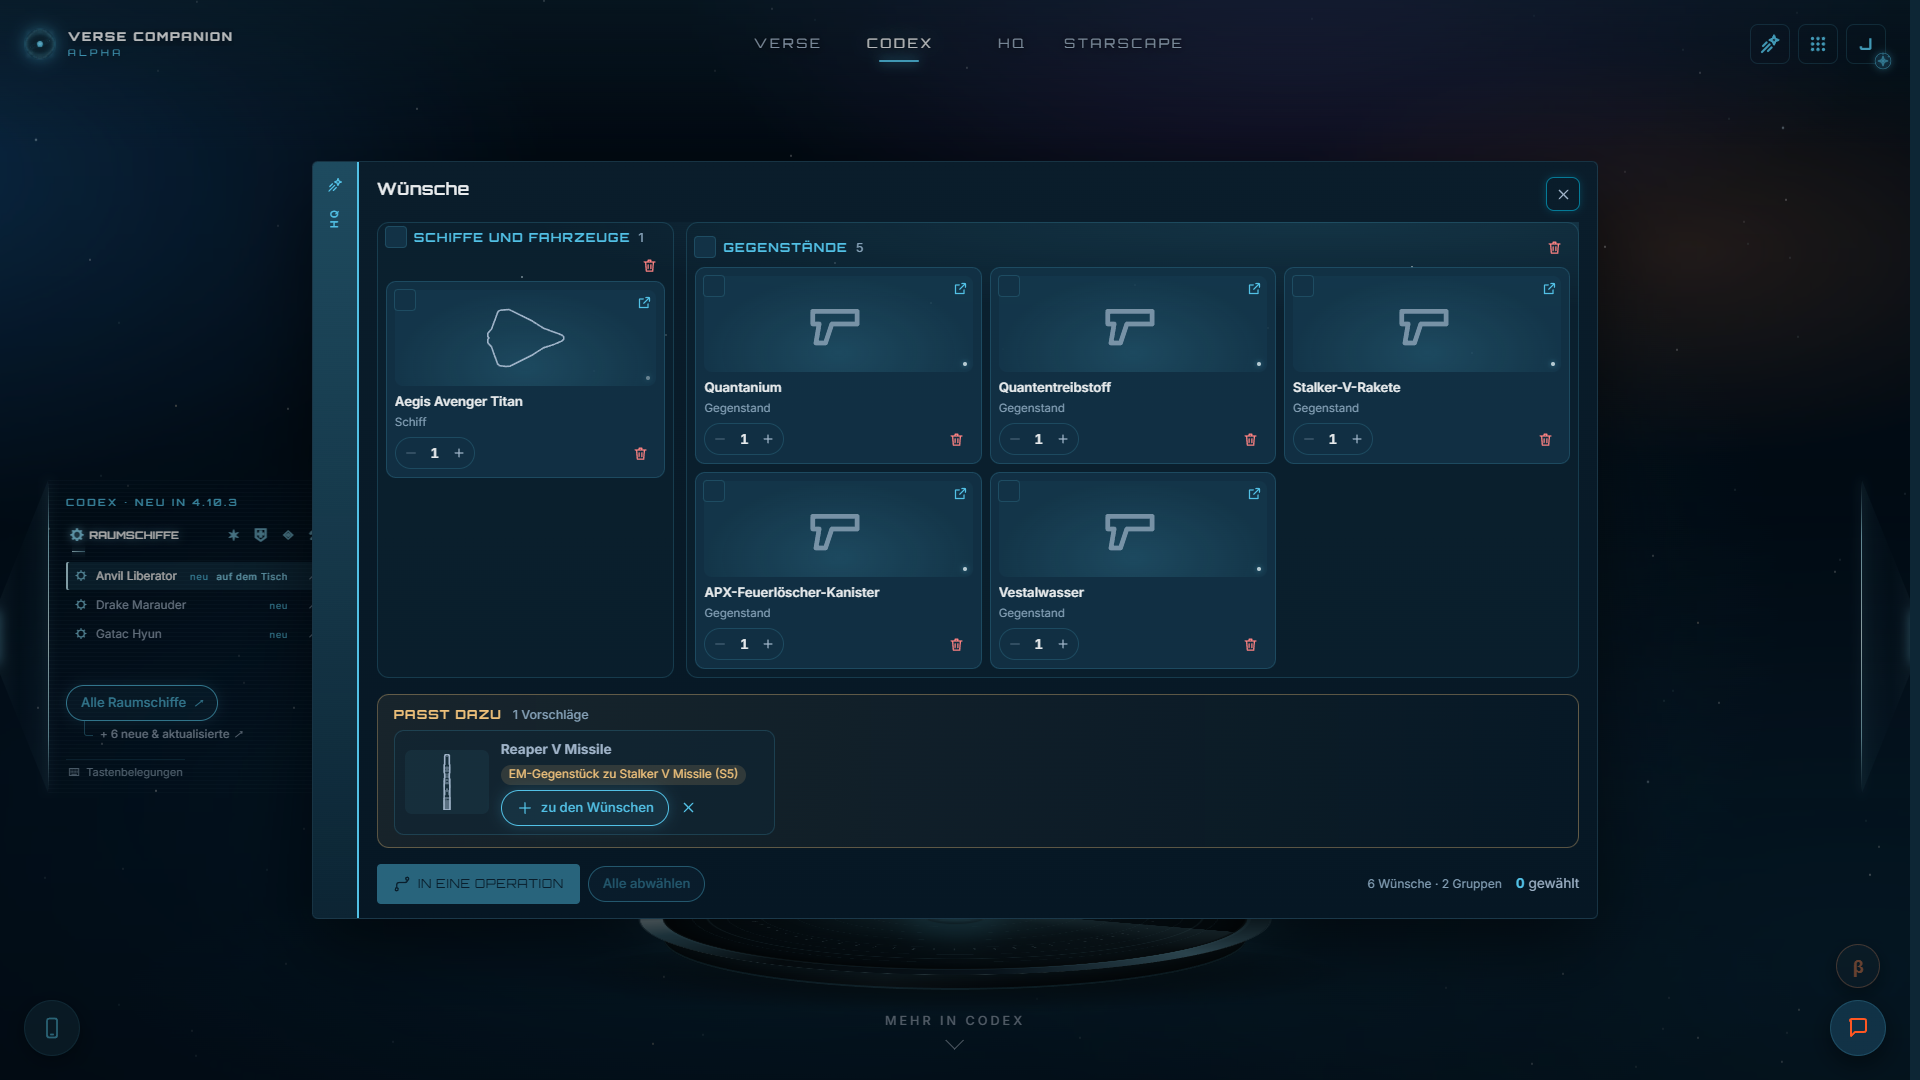 VERSE COMPANION
ALPHA
VERSE
CODEX
HQ
STARSCAPE
HQ
Wünsche
SCHIFFE UND FAHRZEUGE 1
GEGENSTÄNDE 5
Aegis Avenger Titan
Schiff
1
Quantanium
Gegenstand
1
Quantentreibstoff
Gegenstand
1
Stalker-V-Rakete
Gegenstand
1
APX-Feuerlöscher-Kanister
Gegenstand
1
Vestalwasser
Gegenstand
1
CODEX · NEU IN 4.10.3
RAUMSCHIFFE
Anvil Liberator neu auf dem Tisch
Drake Marauder neu
Gatac Hyun neu
Alle Raumschiffe ↗
+ 6 neue & aktualisierte ↗
Tastenbelegungen
PASST DAZU 1 Vorschläge
Reaper V Missile
EM-Gegenstück zu Stalker V Missile (S5)
+ zu den Wünschen
IN EINE OPERATION
Alle abwählen
6 Wünsche · 2 Gruppen 0 gewählt
MEHR IN CODEX
β